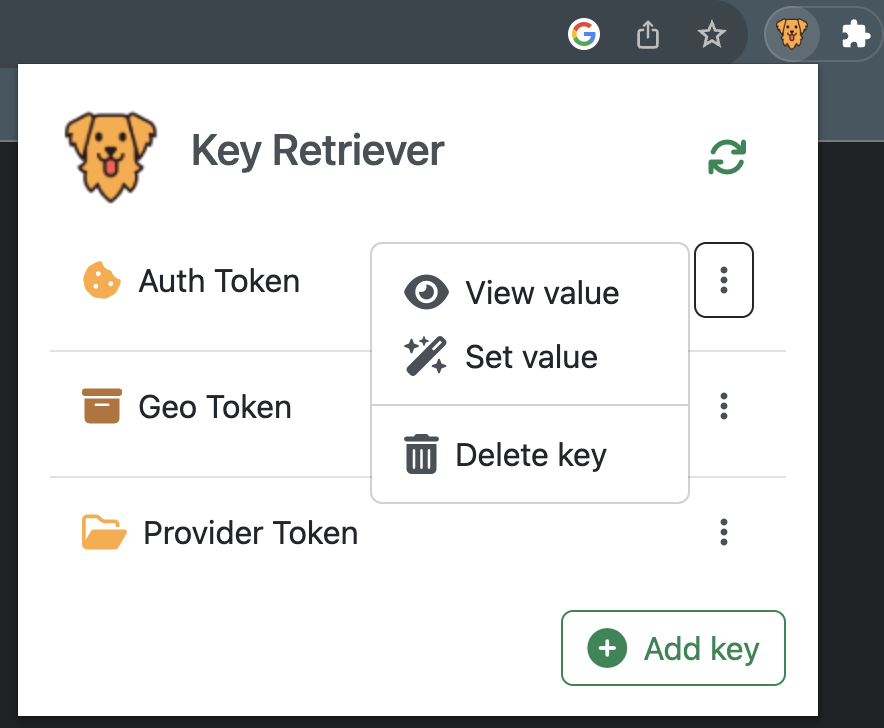 Key Retriever
Auth Token
View value
Set value
Geo Token
Delete key
Provider Token
Add key